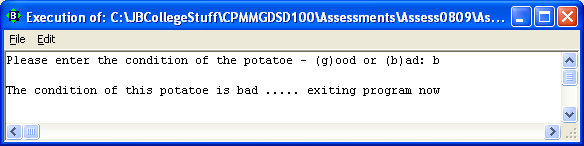 Execution of: C:\JBCollegeStuff\CPMMGDSD100\Assessments\Assess0809\As...
File Edit
Please enter the condition of the potatoe - (g)ood or (b)ad: b
The condition of this potatoe is bad ..... exiting program now